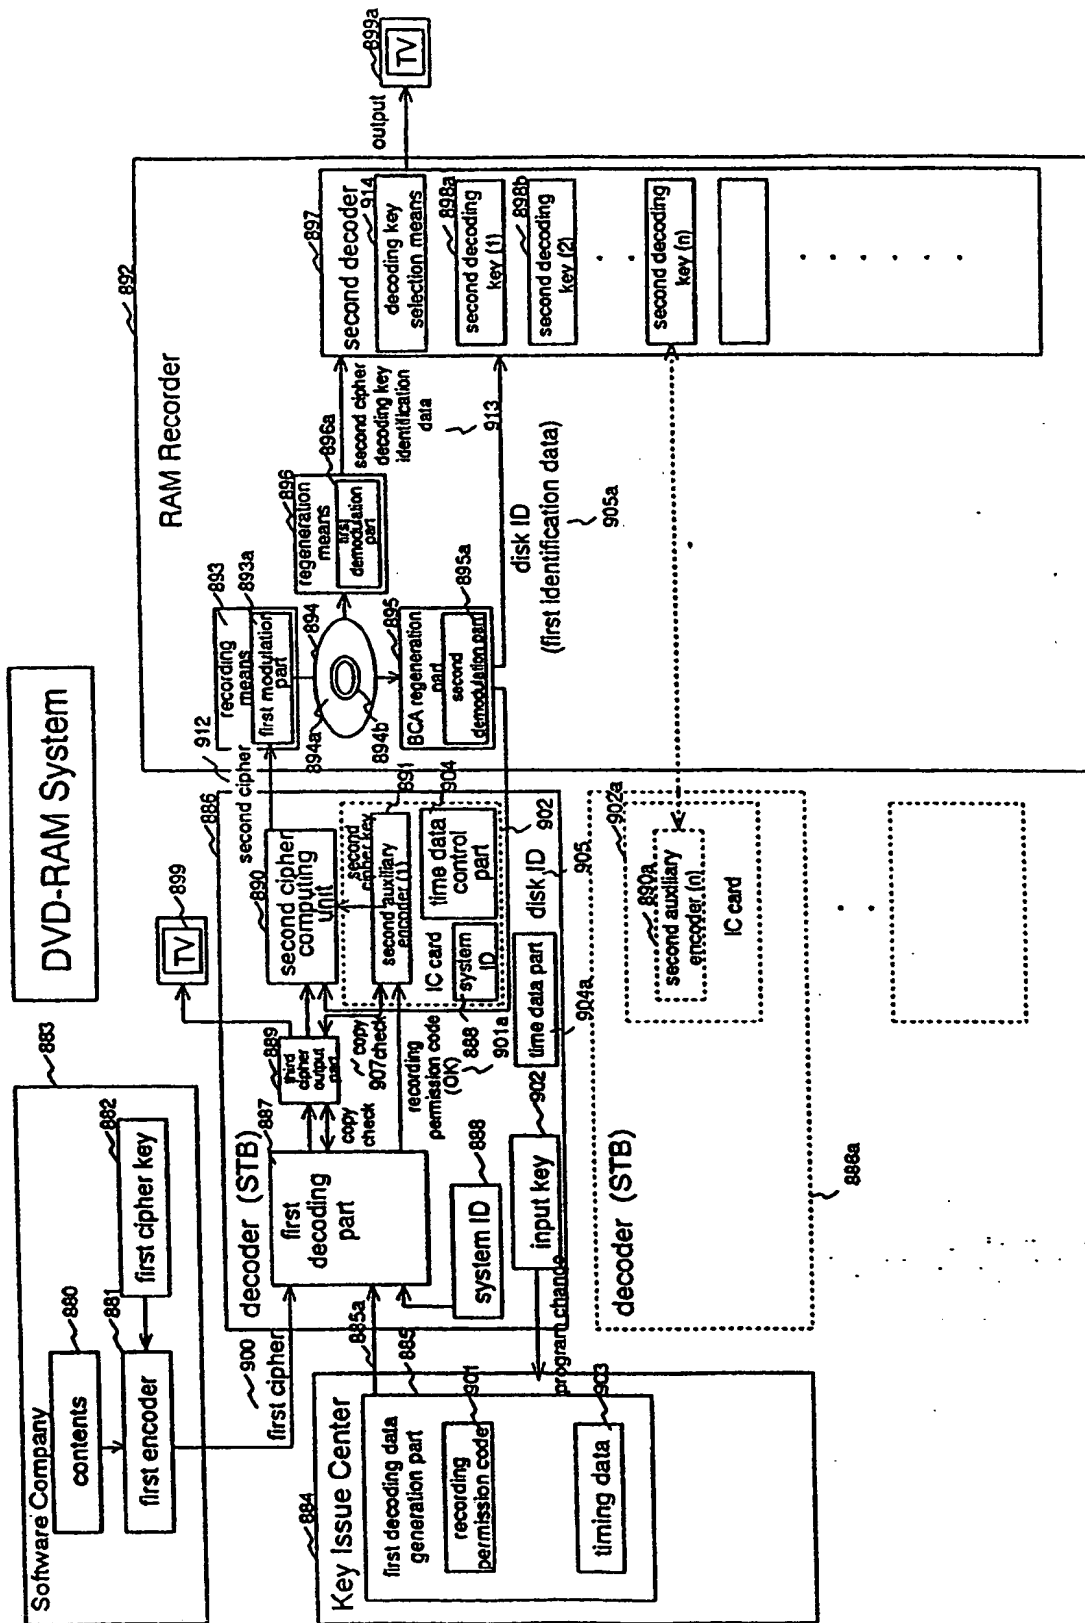 DVD-RAM System
Software Company
883
contents
880
first encoder
881
first cipher key
882
900
first cipher
Key Issue Center
884
first decoding data
generation part
885
885a
recording
permission code
901
timing data
903
program change
decoder (STB)
886
first
decoding
part
887
system ID
888
input key
902
copy
check
third
cipher
output
part
889
TV
899
copy
907
check
recording
permission code
(OK)
901a
second cipher
computing
unit
890
second
cipher key
second auxiliary
encoder (1)
891
IC card
system
ID
888
time data
control
part
904
902
time data part
904a
disk ID
905
second cipher
912
decoder (STB)
888a
second auxiliary
encoder (n)
890a
IC card
902a
RAM Recorder
892
recording
means
893
first modulation
part
893a
894
894a
894b
regeneration
means
896
first
demodulation
part
896a
BCA regeneration
part
895
second
demodulation part
895a
second cipher
decoding key
identification
data
913
disk ID
(first identification data)
905a
second decoder
897
decoding key
selection means
914
second decoding
key (1)
898a
second decoding
key (2)
898b
second decoding
key (n)
output
TV
899a